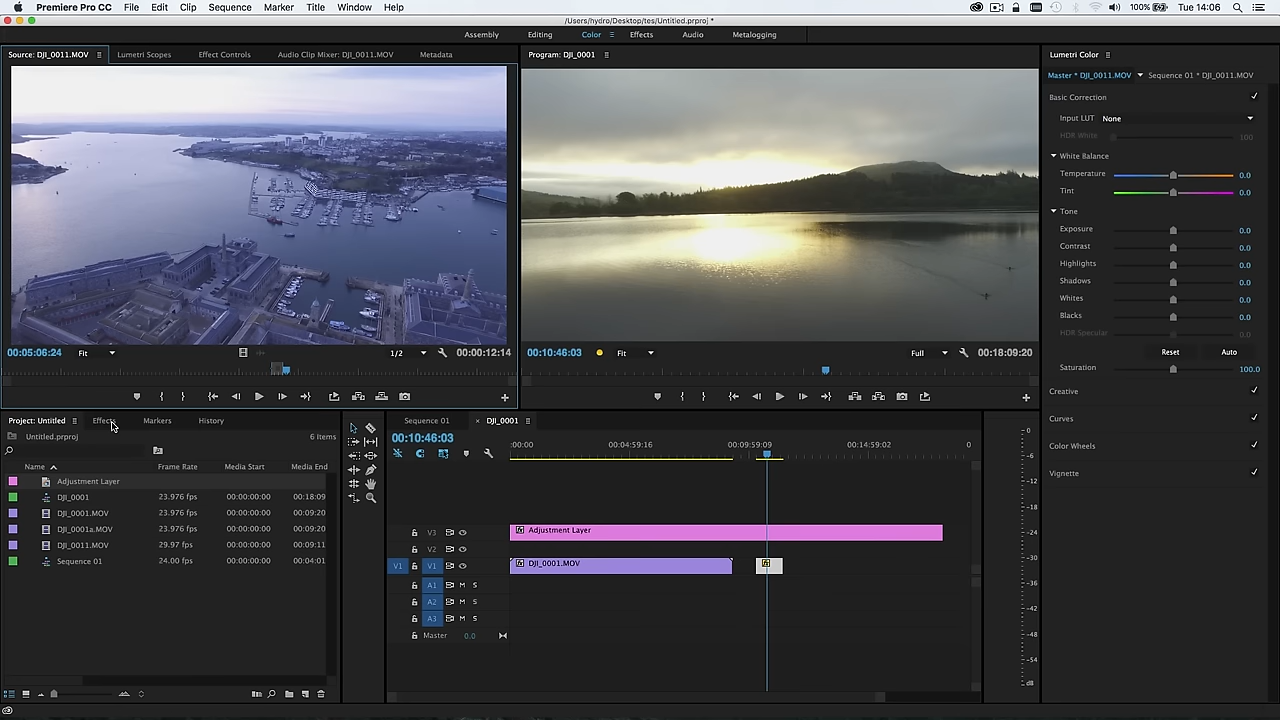 Premiere Pro CC File Edit Clip Sequence Marker Title Window Help 100% Tue 14:06
/Users/hydro/Desktop/tes/Untitled.prproj *
Assembly Editing Color Effects Audio Metalogging
Source: DJI_0011.MOV Lumetri Scopes Effect Controls Audio Clip Mixer: DJI_0011.MOV Metadata
Program: DJI_0001
Lumetri Color
Master * DJI_0011.MOV Sequence 01 * DJI_0011.MOV
Basic Correction
Input LUT None
HDR White 100
White Balance
Temperature 0.0
Tint 0.0
Tone
Exposure 0.0
Contrast 0.0
Highlights 0.0
Shadows 0.0
Whites 0.0
Blacks 0.0
HDR Specular 0.0
Reset Auto
Saturation 100.0
Creative
Curves
Color Wheels
Vignette
00:05:06:24 Fit 1/2 00:00:12:14
00:10:46:03 Fit Full 00:18:09:20
Project: Untitled Effects Markers History
Untitled.prproj 6 Items
Name Frame Rate Media Start Media End
Adjustment Layer
DJI_0001 23.976 fps 00:00:00:00 00:18:09
DJI_0001.MOV 23.976 fps 00:00:00:00 00:09:20
DJI_0001a.MOV 23.976 fps 00:00:00:00 00:09:20
DJI_0011.MOV 29.97 fps 00:00:00:00 00:09:11
Sequence 01 24.00 fps 00:00:00:00 00:04:01
Sequence 01 × DJI_0001
00:10:46:03
:00:00 00:04:59:16 00:09:59:09 00:14:59:02 0
V3 Adjustment Layer
V2
V1 V1 DJI_0001.MOV
A1 M S
A2 M S
A3 M S
Master 0.0
0
-6
-12
-18
-24
-30
-36
-42
-48
-54
dB